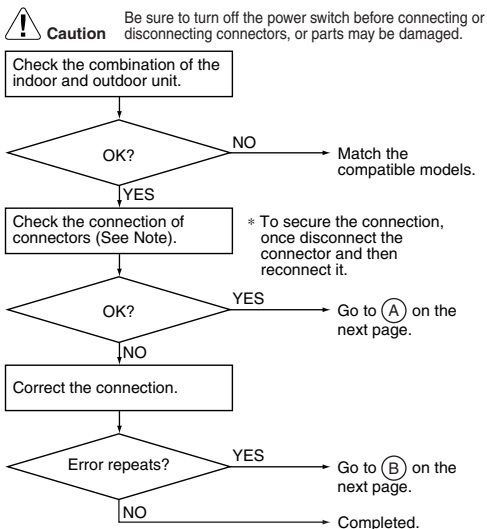 Caution
Be sure to turn off the power switch before connecting or
disconnecting connectors, or parts may be damaged.
Check the combination of the
indoor and outdoor unit.
OK?
NO
Match the
compatible models.
YES
Check the connection of
connectors (See Note).
* To secure the connection,
once disconnect the
connector and then
reconnect it.
OK?
YES
Go to A on the
next page.
NO
Correct the connection.
Error repeats?
YES
Go to B on the
next page.
NO
Completed.